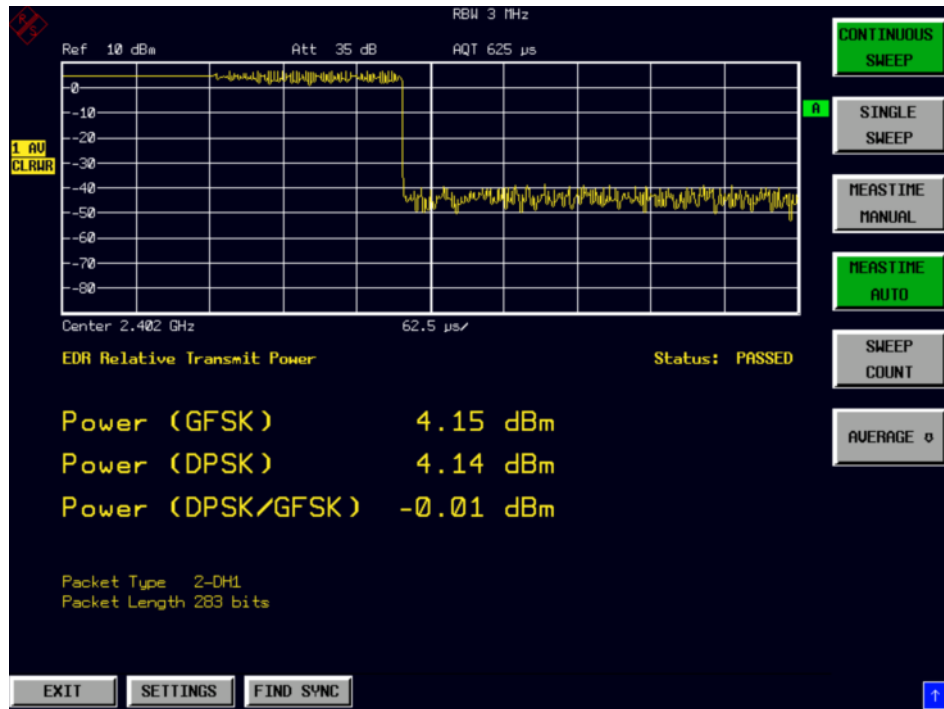 RBW 3 MHz
Ref 10 dBm Att 35 dB AQT 625 µs
0
-10
-20
-30
-40
-50
-60
-70
-80
1 AV
CLRWR
A
Center 2.402 GHz 62.5 µs/
EDR Relative Transmit Power Status: PASSED
Power (GFSK) 4.15 dBm
Power (DPSK) 4.14 dBm
Power (DPSK/GFSK) -0.01 dBm
Packet Type 2-DH1
Packet Length 283 bits
CONTINUOUS
SWEEP
SINGLE
SWEEP
MEASTIME
MANUAL
MEASTIME
AUTO
SWEEP
COUNT
AVERAGE
EXIT SETTINGS FIND SYNC